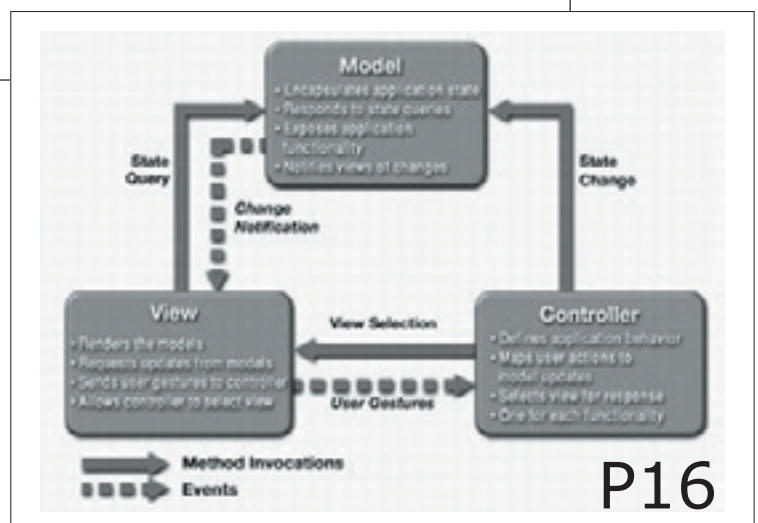 Model
• Encapsulates application state
• Responds to state queries
• Exposes application
functionality
• Notifies views of changes
State
Query
Change
Notification
State
Change
View
• Renders the models
• Requests updates from models
• Sends user gestures to controller
• Allows controller to select view
View Selection
User Gestures
Controller
• Defines application behavior
• Maps user actions to
model updates
• Selects view for response
• One for each functionality
Method Invocations
Events
P16